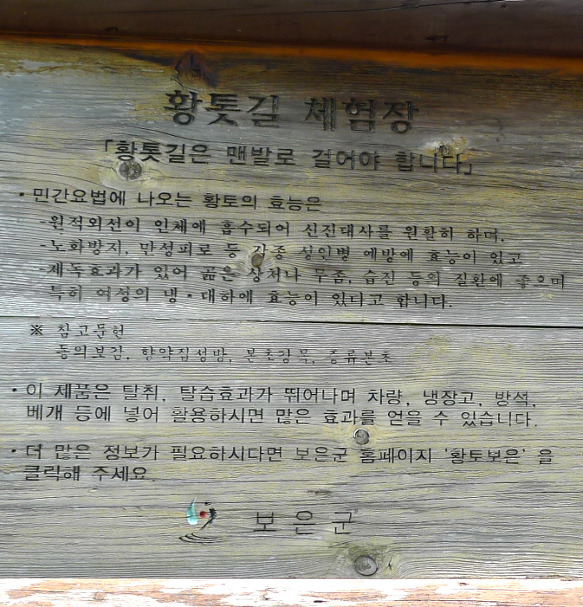 황톳길 체험장
「황톳길은 맨발로 걸어야 합니다」
· 민간요법에 나오는 황토의 효능은
-원적외선이 인체에 흡수되어 신진대사를 원활히 하며,
-노화방지, 만성피로 등 각종 성인병 예방에 효능이 있고
-제독효과가 있어 곪은 상처나 무좀, 습진 등의 질환에 좋으며
특히 여성의 냉·대하에 효능이 있다고 합니다.
※ 참고문헌
동의보감, 향약집성방, 본초강목, 증류본초
· 이 제품은 탈취, 탈습효과가 뛰어나며 차량, 냉장고, 방석,
베개 등에 넣어 활용하시면 많은 효과를 얻을 수 있습니다.
· 더 많은 정보가 필요하시다면 보은군 홈페이지 '황토보은' 을
클릭해 주세요.
보은군